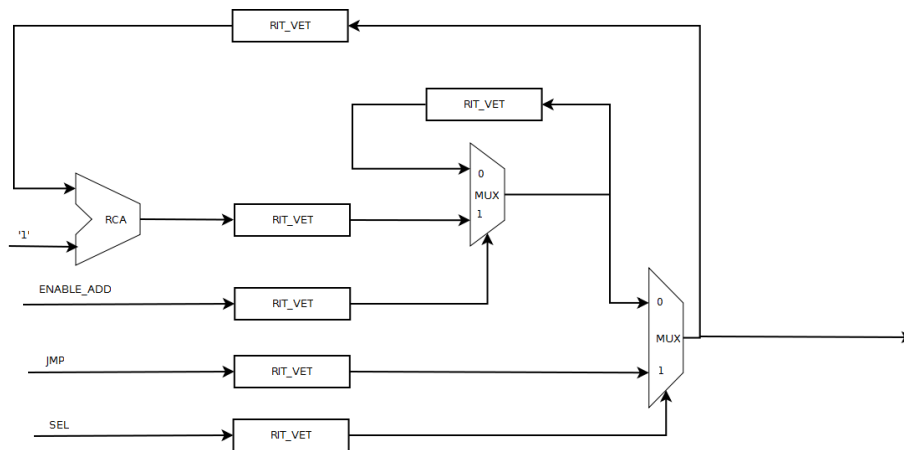 RIT_VET
RIT_VET
0
MUX
1
RCA
RIT_VET
'1'
ENABLE_ADD
RIT_VET
0
MUX
1
JMP
RIT_VET
SEL
RIT_VET